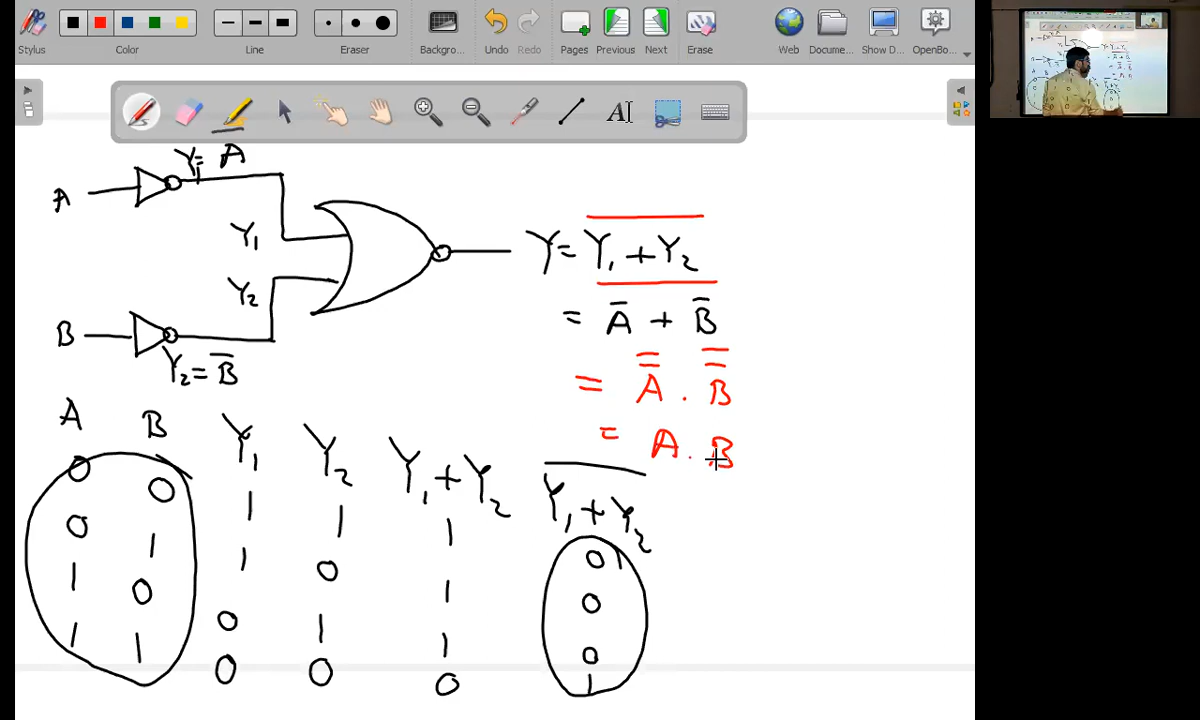 Stylus Color Line Eraser Backgro... Undo Redo Pages Previous Next Erase Web Docume... Show D... OpenBo...
A Y₁= A
Y₁
Y₂
B
Y₂ = B̅
Y = Y₁ + Y₂
= A̅ + B̅
= A̿ . B̿
= A . B
A B Y₁ Y₂ Y₁+Y₂ Y₁+Y₂
0 0 1 1 1 0
0 1 1 0 1 0
1 0 0 1 1 0
1 1 0 0 0 1